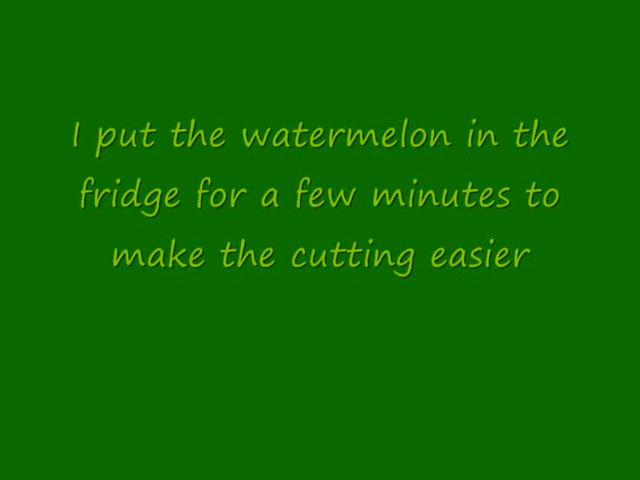 I put the watermelon in the
fridge for a few minutes to
make the cutting easier